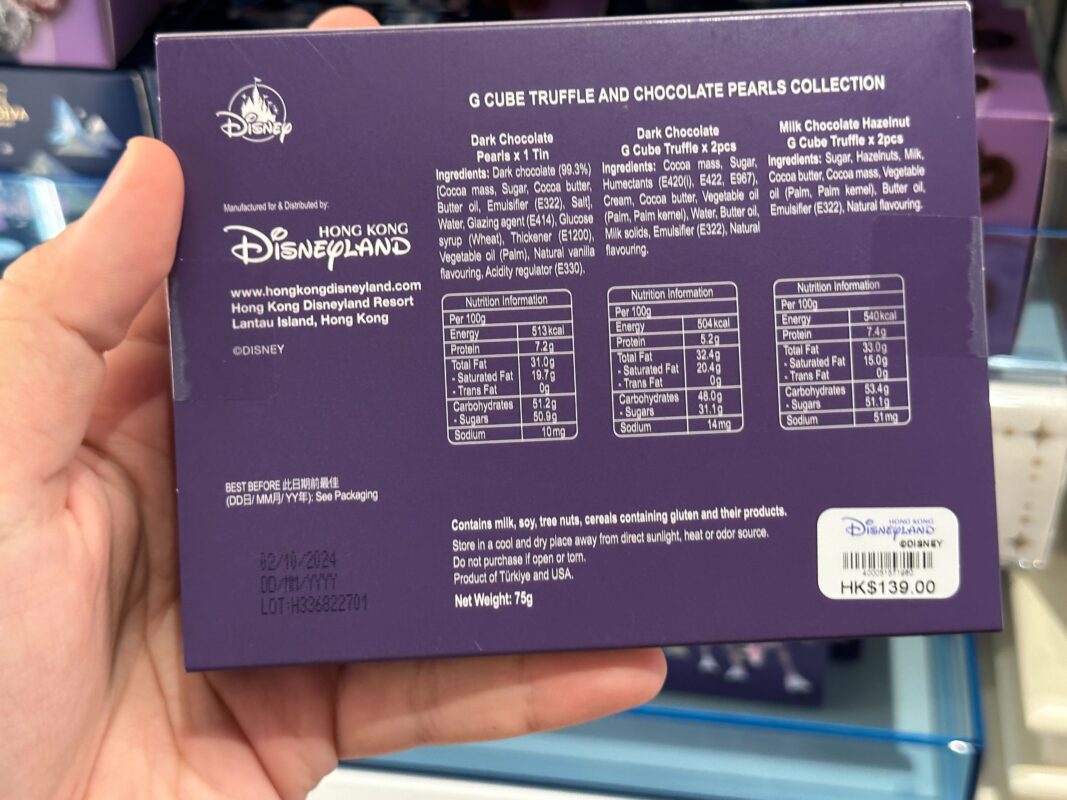 Disney
G CUBE TRUFFLE AND CHOCOLATE PEARLS COLLECTION
Manufactured for & Distributed by:
HONG KONG
DISNEYLAND
www.hongkongdisneyland.com
Hong Kong Disneyland Resort
Lantau Island, Hong Kong
©DISNEY
Dark Chocolate
Pearls x 1 Tin
Ingredients: Dark chocolate (99.3%)
[Cocoa mass, Sugar, Cocoa butter,
Butter oil, Emulsifier (E322), Salt],
Water, Glazing agent (E414), Glucose
syrup (Wheat), Thickener (E1200),
Vegetable oil (Palm), Natural vanilla
flavouring, Acidity regulator (E330).
Nutrition Information
Per 100g
Energy 513kcal
Protein 7.2g
Total Fat 31.0g
- Saturated Fat 19.7g
- Trans Fat 0g
Carbohydrates 51.2g
- Sugars 50.9g
Sodium 10mg
Dark Chocolate
G Cube Truffle x 2pcs
Ingredients: Cocoa mass, Sugar,
Humectants (E420(i), E422, E967),
Cream, Cocoa butter, Vegetable oil
(Palm, Palm kernel), Water, Butter oil,
Milk solids, Emulsifier (E322), Natural
flavouring.
Nutrition Information
Per 100g
Energy 504kcal
Protein 5.2g
Total Fat 32.4g
- Saturated Fat 20.4g
- Trans Fat 0g
Carbohydrates 48.0g
- Sugars 31.1g
Sodium 14mg
Milk Chocolate Hazelnut
G Cube Truffle x 2pcs
Ingredients: Sugar, Hazelnuts, Milk,
Cocoa butter, Cocoa mass, Vegetable
oil (Palm, Palm kernel), Butter oil,
Emulsifier (E322), Natural flavouring.
Nutrition Information
Per 100g
Energy 540kcal
Protein 7.4g
Total Fat 33.0g
- Saturated Fat 15.0g
- Trans Fat 0g
Carbohydrates 53.4g
- Sugars 51.1g
Sodium 51mg
BEST BEFORE 此日期前最佳
(DD日/ MM月/ YY年): See Packaging
02/10/2024
DD/MM/YYYY
LOT:H336822701
Contains milk, soy, tree nuts, cereals containing gluten and their products.
Store in a cool and dry place away from direct sunlight, heat or odor source.
Do not purchase if open or torn.
Product of Türkiye and USA.
Net Weight: 75g
HONG KONG
DISNEYLAND
©DISNEY
HK$139.00